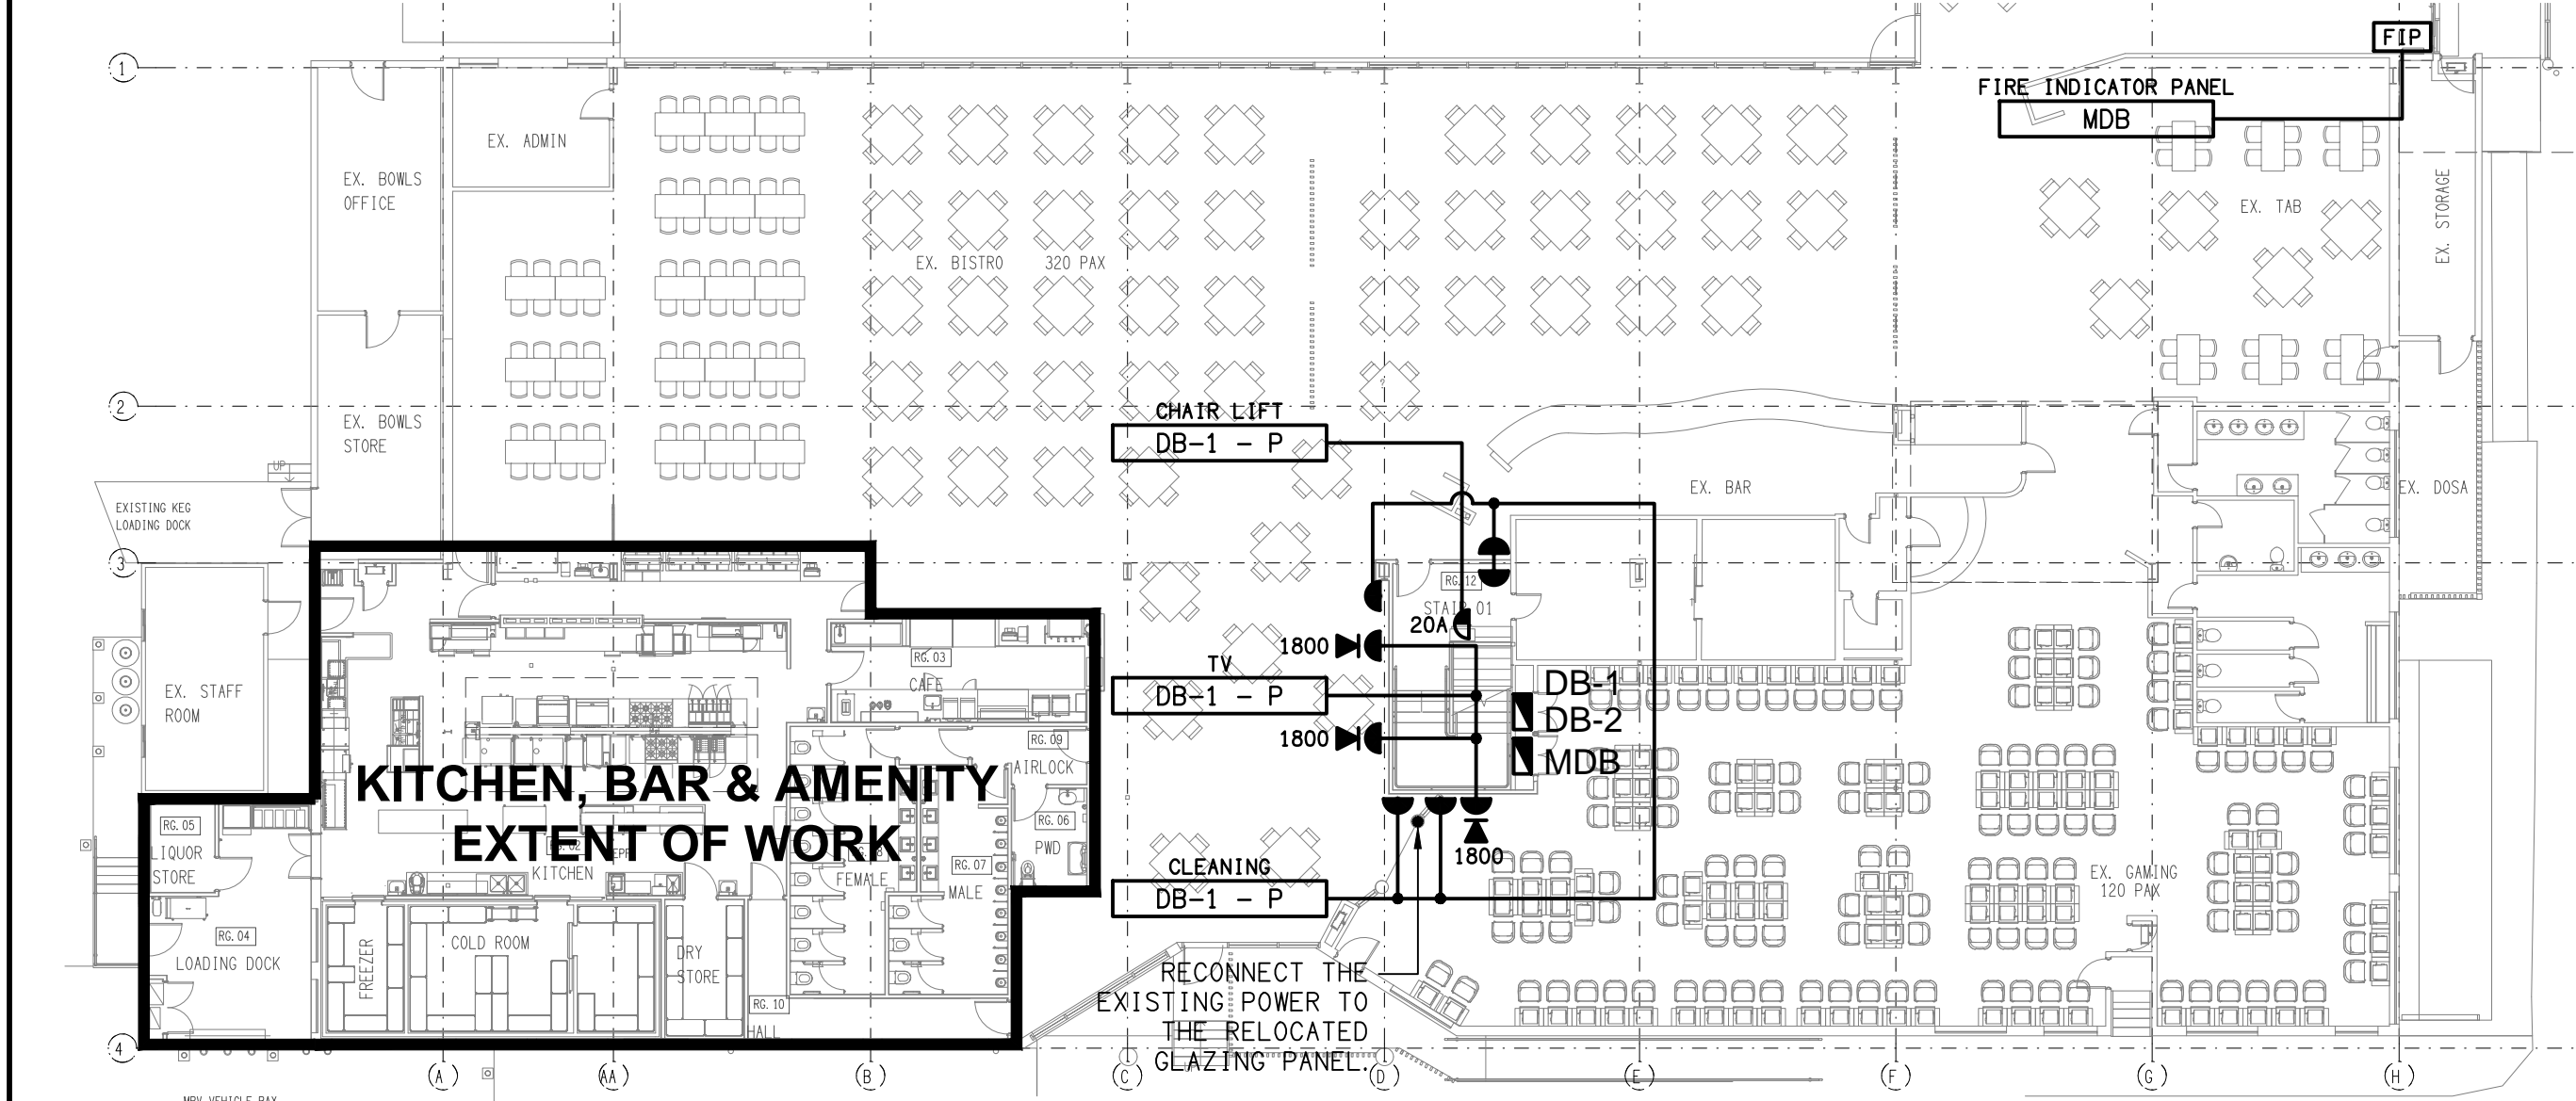 FIP
1
FIRE INDICATOR PANEL
MDB
EX. ADMIN
EX. BOWLS
OFFICE
EX. TAB
EX. STORAGE
EX. BISTRO 320 PAX
2
CHAIR LIFT
DB-1 - P
EX. BOWLS
STORE
UP
EX. BAR
EX. DOSA
EXISTING KEG
LOADING DOCK
3
RG. 12
STAIR 01
20A
1800
RG. 03
CAFE
TV
DB-1 - P
DB-1
DB-2
MDB
EX. STAFF
ROOM
1800
RG. 09
AIRLOCK
KITCHEN, BAR & AMENITY
EXTENT OF WORK
RG. 05
LIQUOR
STORE
RG. 06
PWD
KITCHEN
FEMALE
RG. 07
MALE
1800
CLEANING
DB-1 - P
EX. GAMING
120 PAX
RG. 04
LOADING DOCK
FREEZER
COLD ROOM
DRY
STORE
RG. 10
HALL
RECONNECT THE
EXISTING POWER TO
THE RELOCATED
GLAZING PANEL.
4
A
AA
B
C
D
E
F
G
H